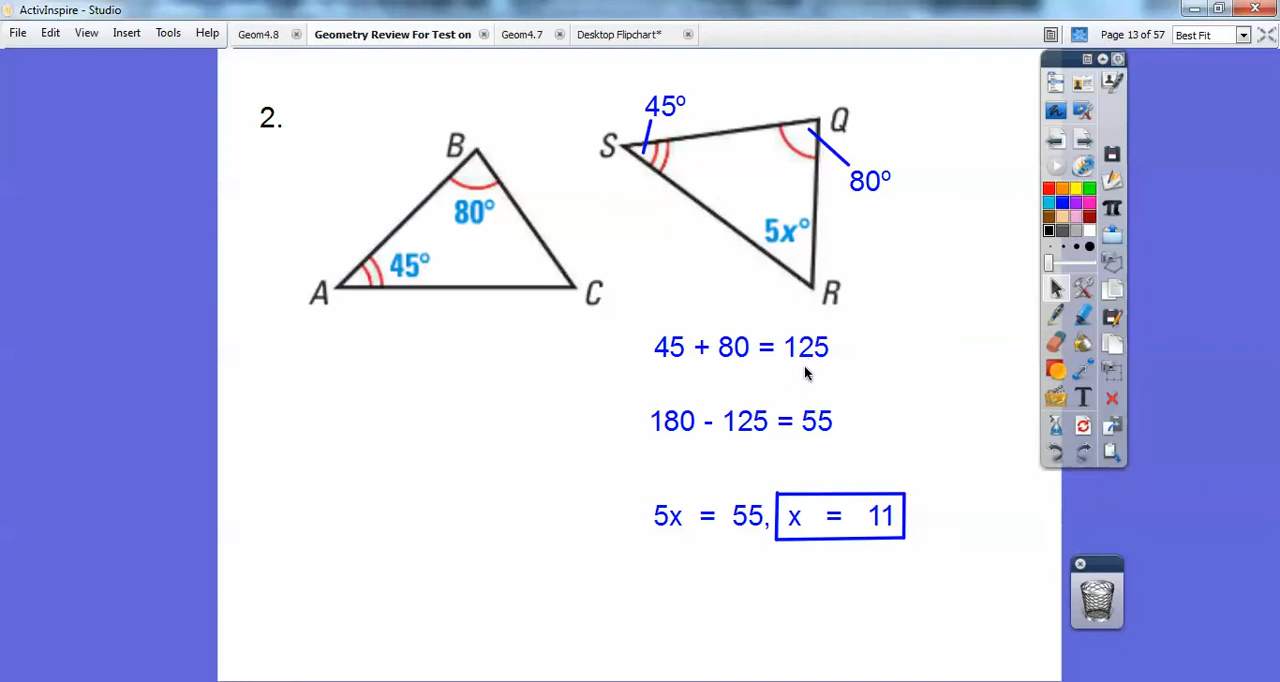 ActivInspire - Studio
File Edit View Insert Tools Help
Geom4.8 Geometry Review For Test on Geom4.7 Desktop Flipchart*
Page 13 of 57 Best Fit
2.
45º
S
Q
80º
5x°
R
B
80°
45°
A
C
45 + 80 = 125
180 - 125 = 55
5x = 55, x = 11
π
T